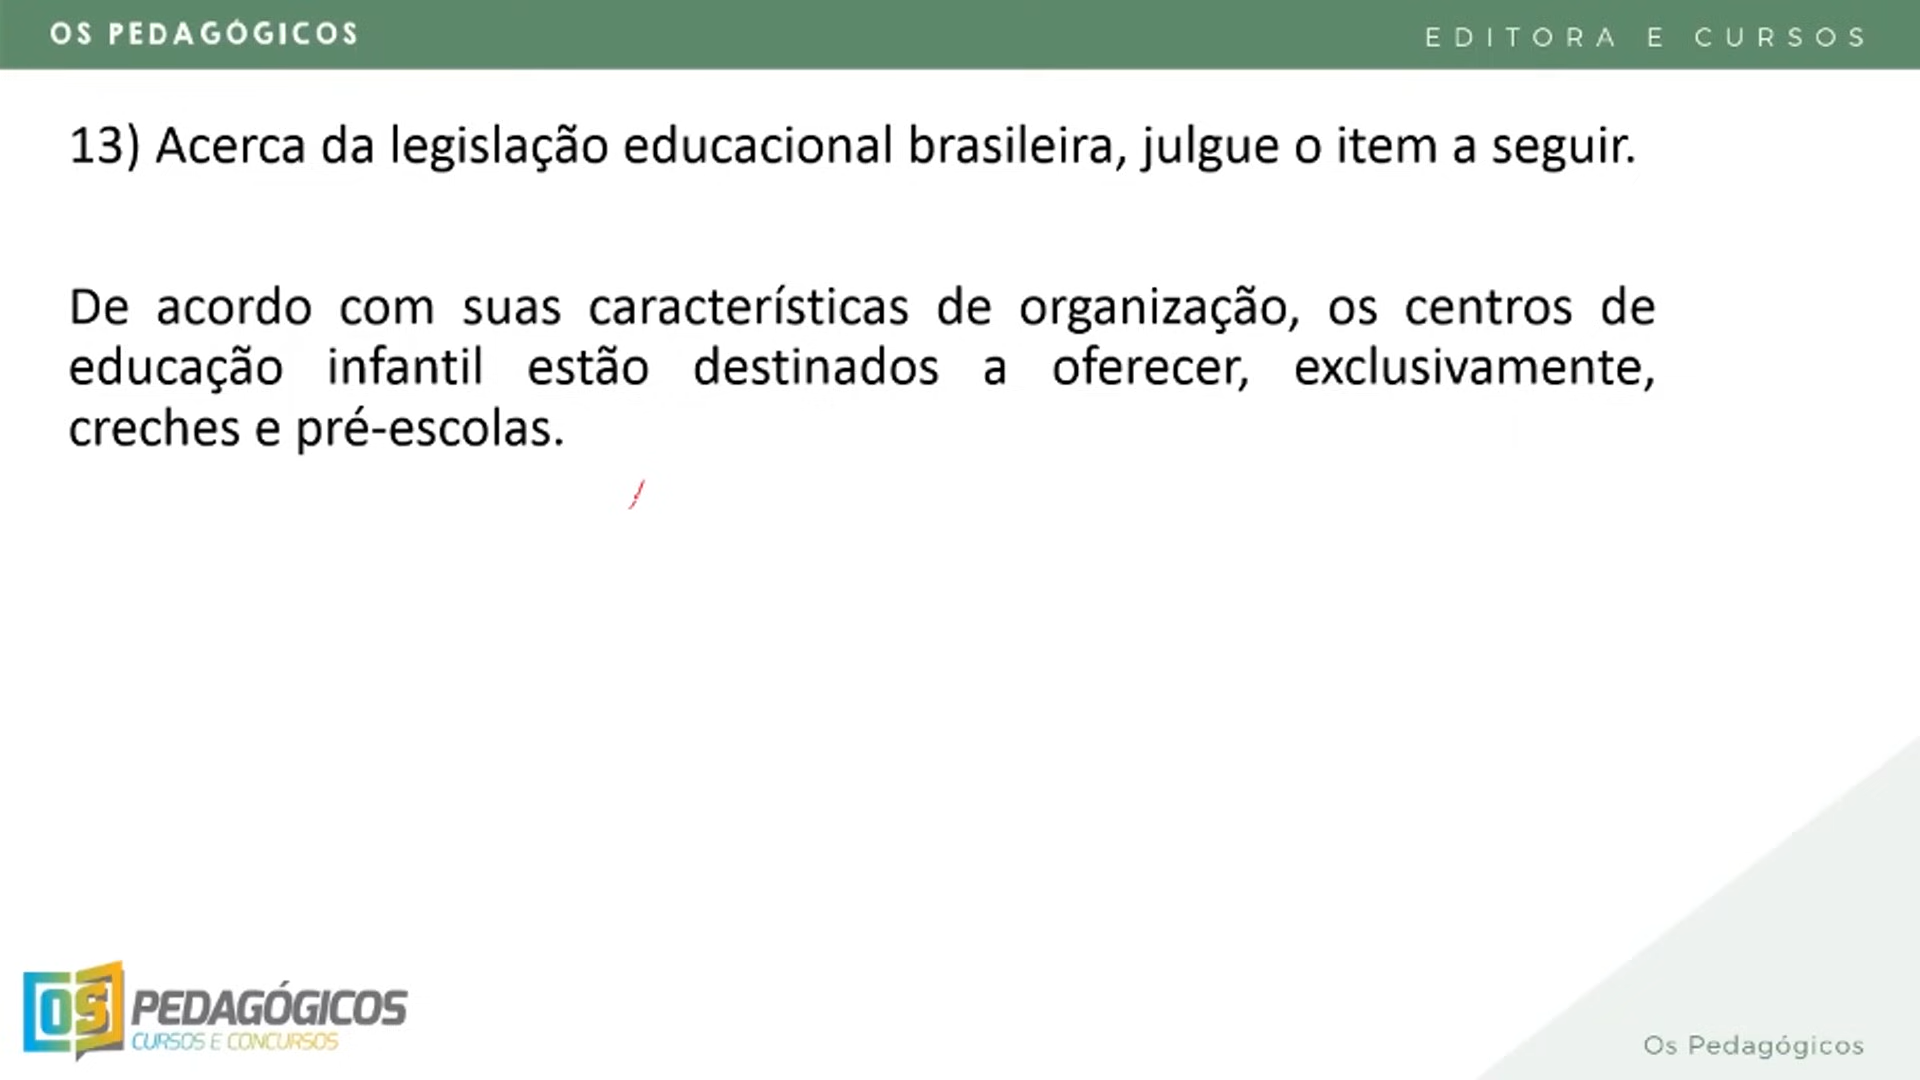 OS PEDAGÓGICOS
EDITORA E CURSOS
13) Acerca da legislação educacional brasileira, julgue o item a seguir.
De acordo com suas características de organização, os centros de
educação infantil estão destinados a oferecer, exclusivamente,
creches e pré-escolas.
OS PEDAGÓGICOS
CURSOS E CONCURSOS
Os Pedagógicos